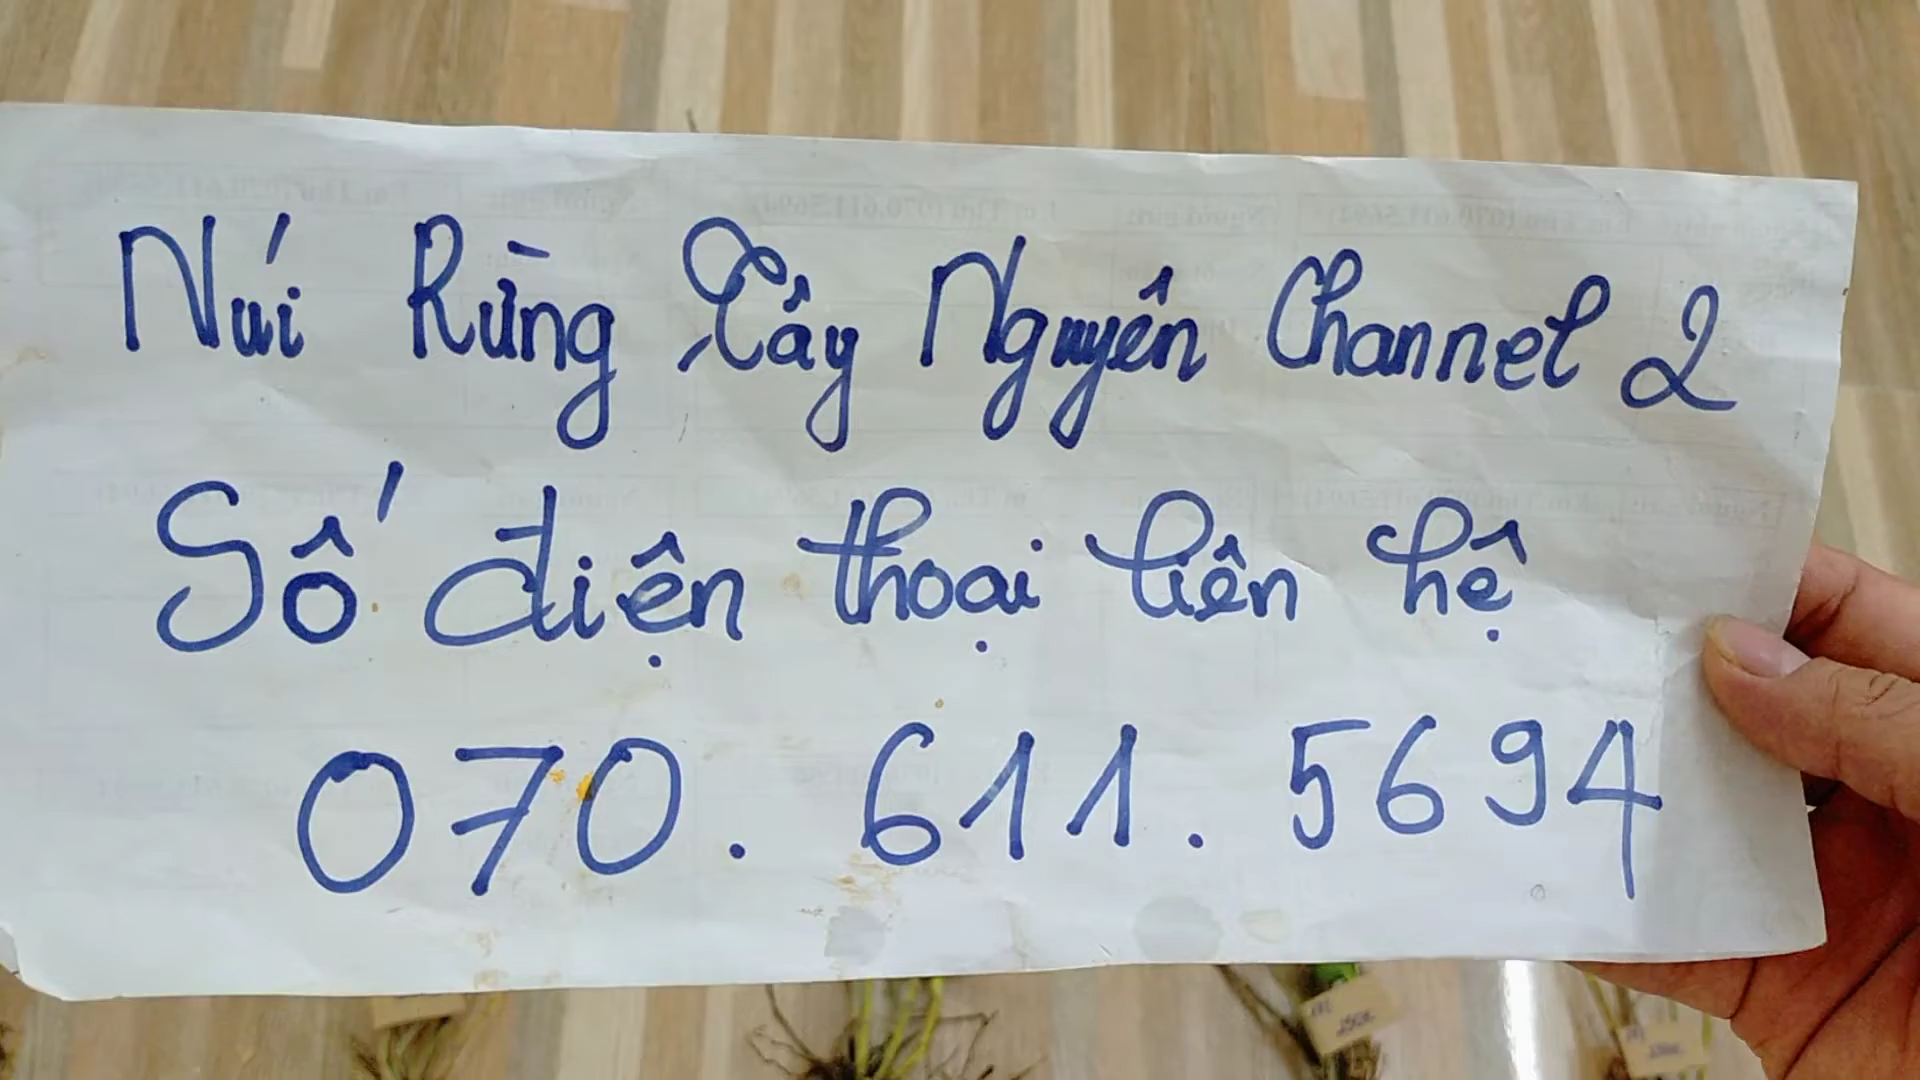 Núi Rừng Tây Nguyên Channel 2
Số điện thoại liên hệ
070. 611. 5694